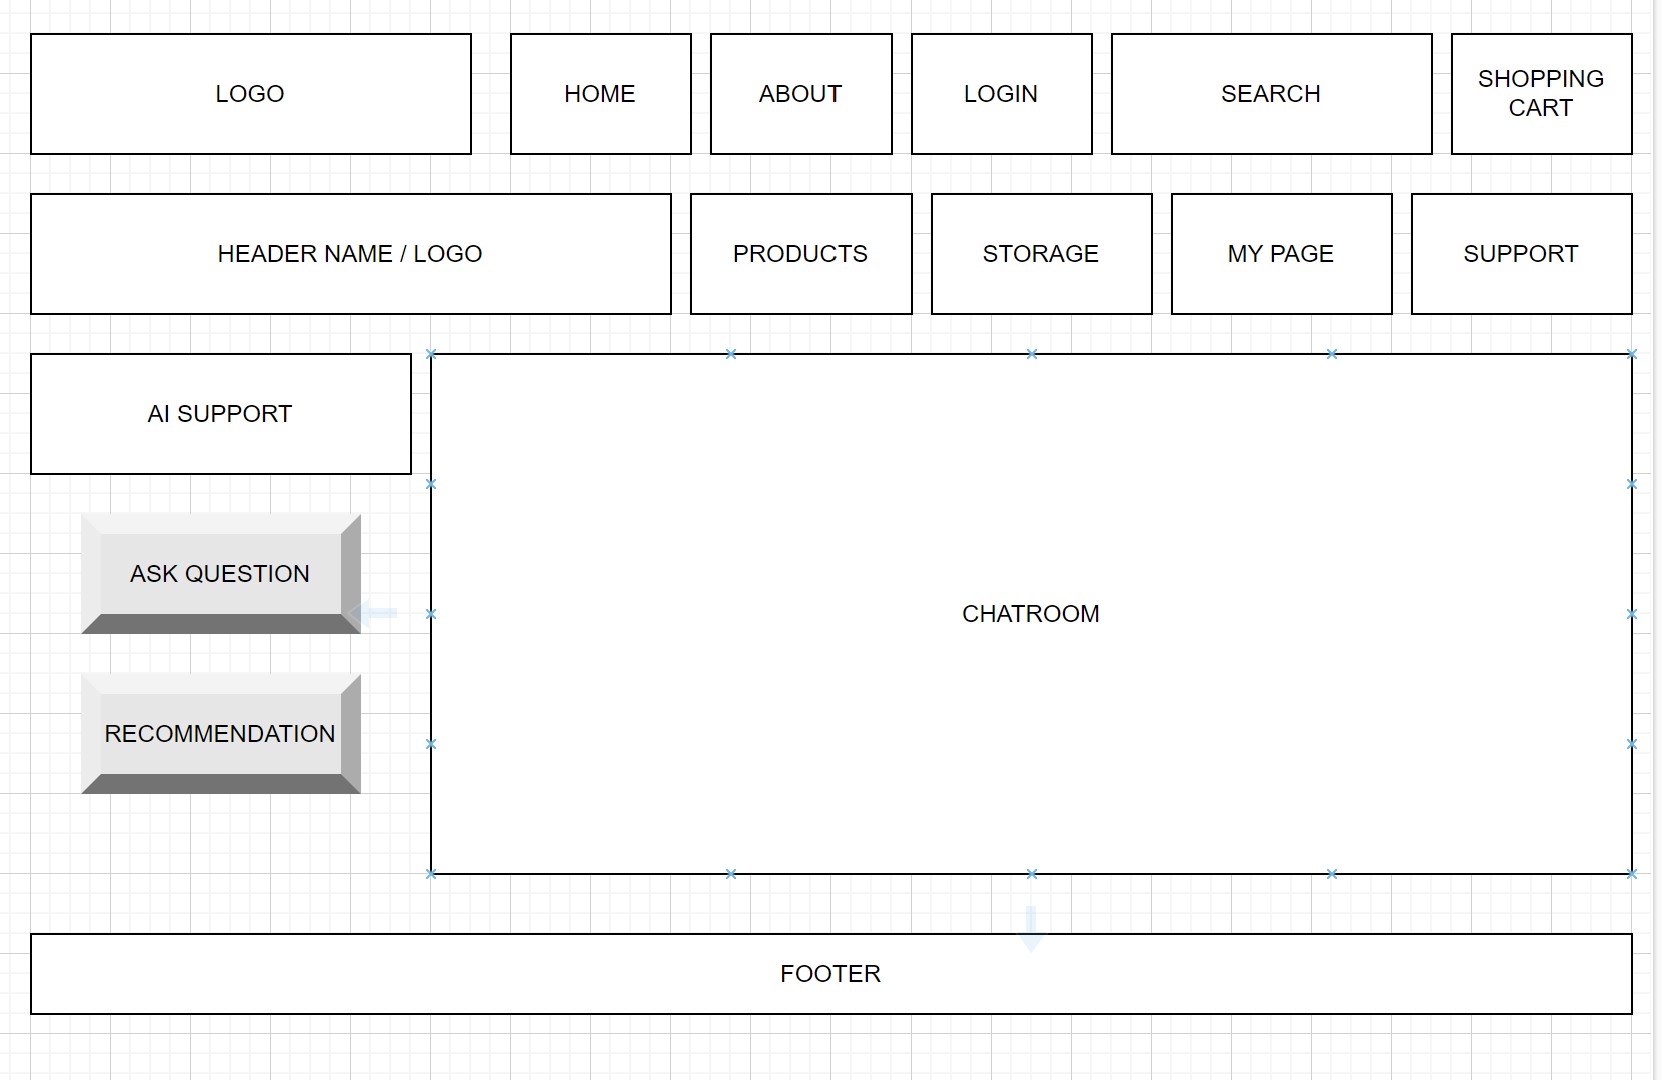 LOGO
HOME
ABOUT
LOGIN
SEARCH
SHOPPING
CART
HEADER NAME / LOGO
PRODUCTS
STORAGE
MY PAGE
SUPPORT
AI SUPPORT
ASK QUESTION
RECOMMENDATION
CHATROOM
FOOTER